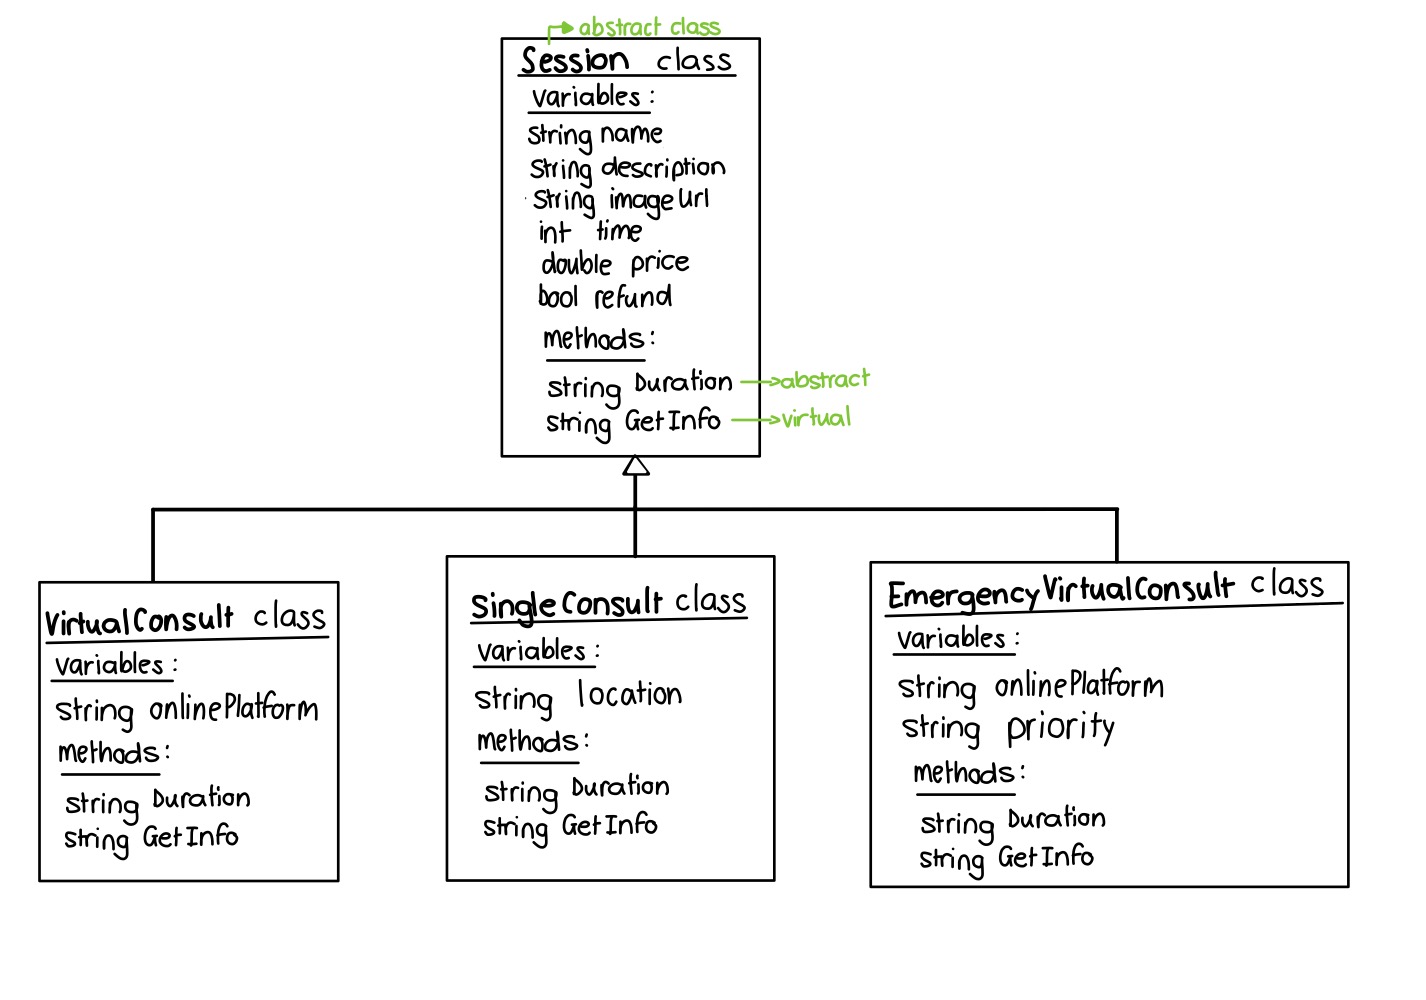 abstract class
Session class
variables:
string name
String description
String imageUrl
int time
double price
bool refund
methods:
string Duration → abstract
string GetInfo → virtual
VirtualConsult class
variables:
string onlinePlatform
methods:
string Duration
string GetInfo
SingleConsult class
variables:
string location
methods:
string Duration
string GetInfo
EmergencyVirtualConsult class
variables:
string onlinePlatform
string priority
methods:
string Duration
string GetInfo